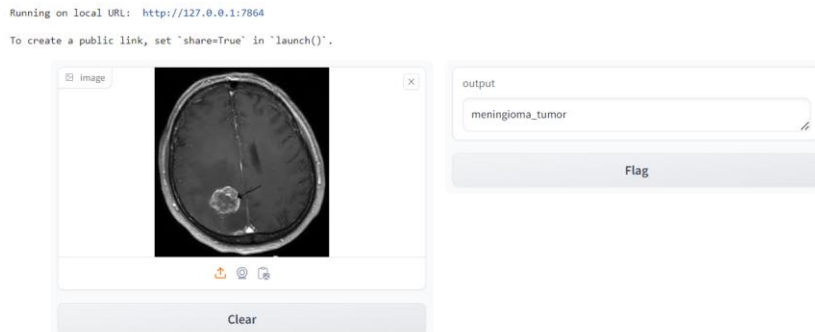 Running on local URL:  http://127.0.0.1:7864
To create a public link, set `share=True` in `launch()`.
image
output
meningioma_tumor
Flag
Clear